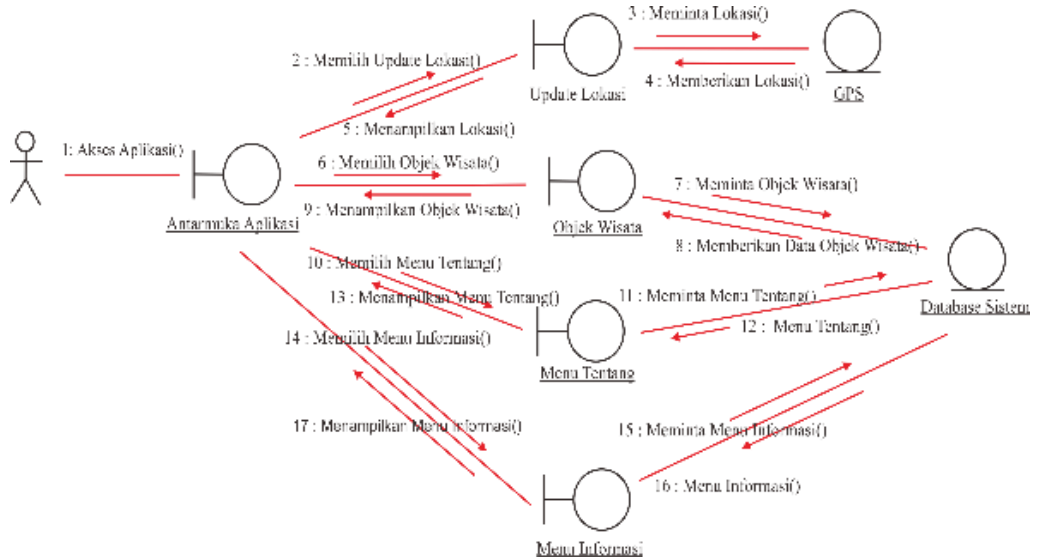 3 : Meminta Lokasi()
2 : Memilih Update Lokasi()
4 : Memberikan Lokasi()
Update Lokasi
GPS
5 : Menampilkan Lokasi()
1: Akses Aplikasi()
6 : Memilih Objek Wisata()
7 : Meminta Objek Wisata()
9 : Menampilkan Objek Wisata()
Antarmuka Aplikasi
Objek Wisata
8 : Memberikan Data Objek Wisata()
10 : Memilih Menu Tentang()
13 : Menampilkan Menu Tentang()
11 : Meminta Menu Tentang()
Database Sistem
12 : Menu Tentang()
14 : Memilih Menu Informasi()
Menu Tentang
17 : Menampilkan Menu Informasi()
15 : Meminta Menu Informasi()
16 : Menu Informasi()
Menu Informasi